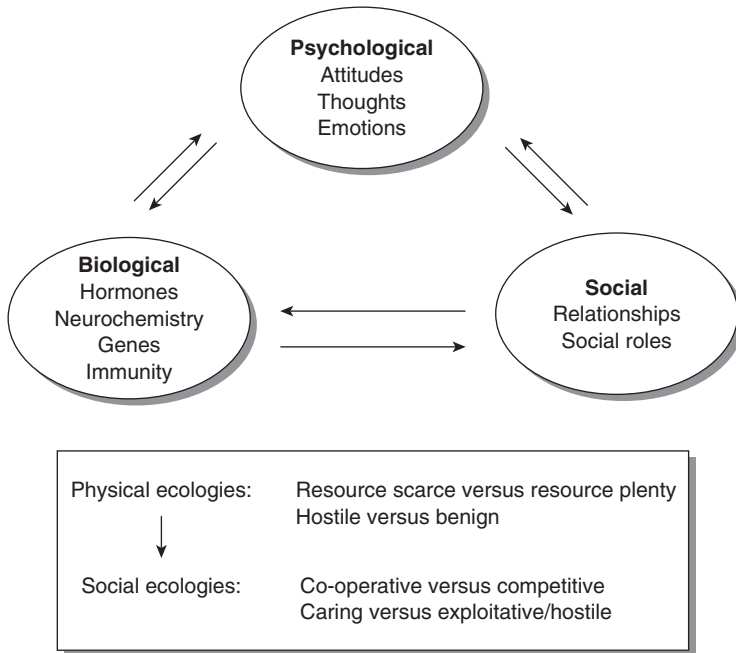 Psychological
Attitudes
Thoughts
Emotions
Biological
Hormones
Neurochemistry
Genes
Immunity
Social
Relationships
Social roles
Physical ecologies: Resource scarce versus resource plenty
Hostile versus benign
Social ecologies: Co-operative versus competitive
Caring versus exploitative/hostile